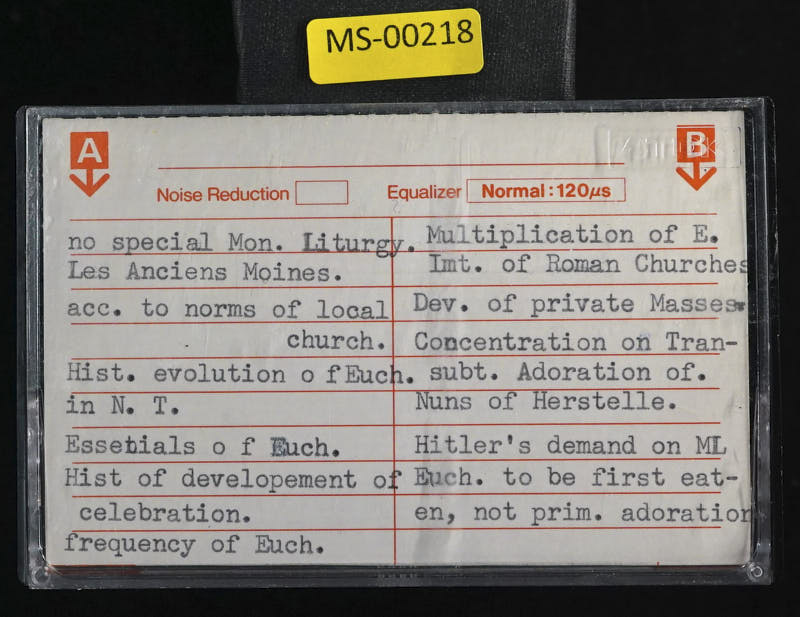 MS-00218
A
B
Noise Reduction
Equalizer Normal: 120µs
no special Mon. Liturgy.
Les Anciens Moines.
acc. to norms of local
church.
Hist. evolution o f Euch.
in N. T.
Essetials o f Euch.
Hist of developement of
celebration.
frequency of Euch.
Multiplication of E.
Imt. of Roman Churches
Dev. of private Masses.
Concentration on Tran-
subt. Adoration of.
Nuns of Herstelle.
Hitler's demand on ML
Euch. to be first eat-
en, not prim. adoration